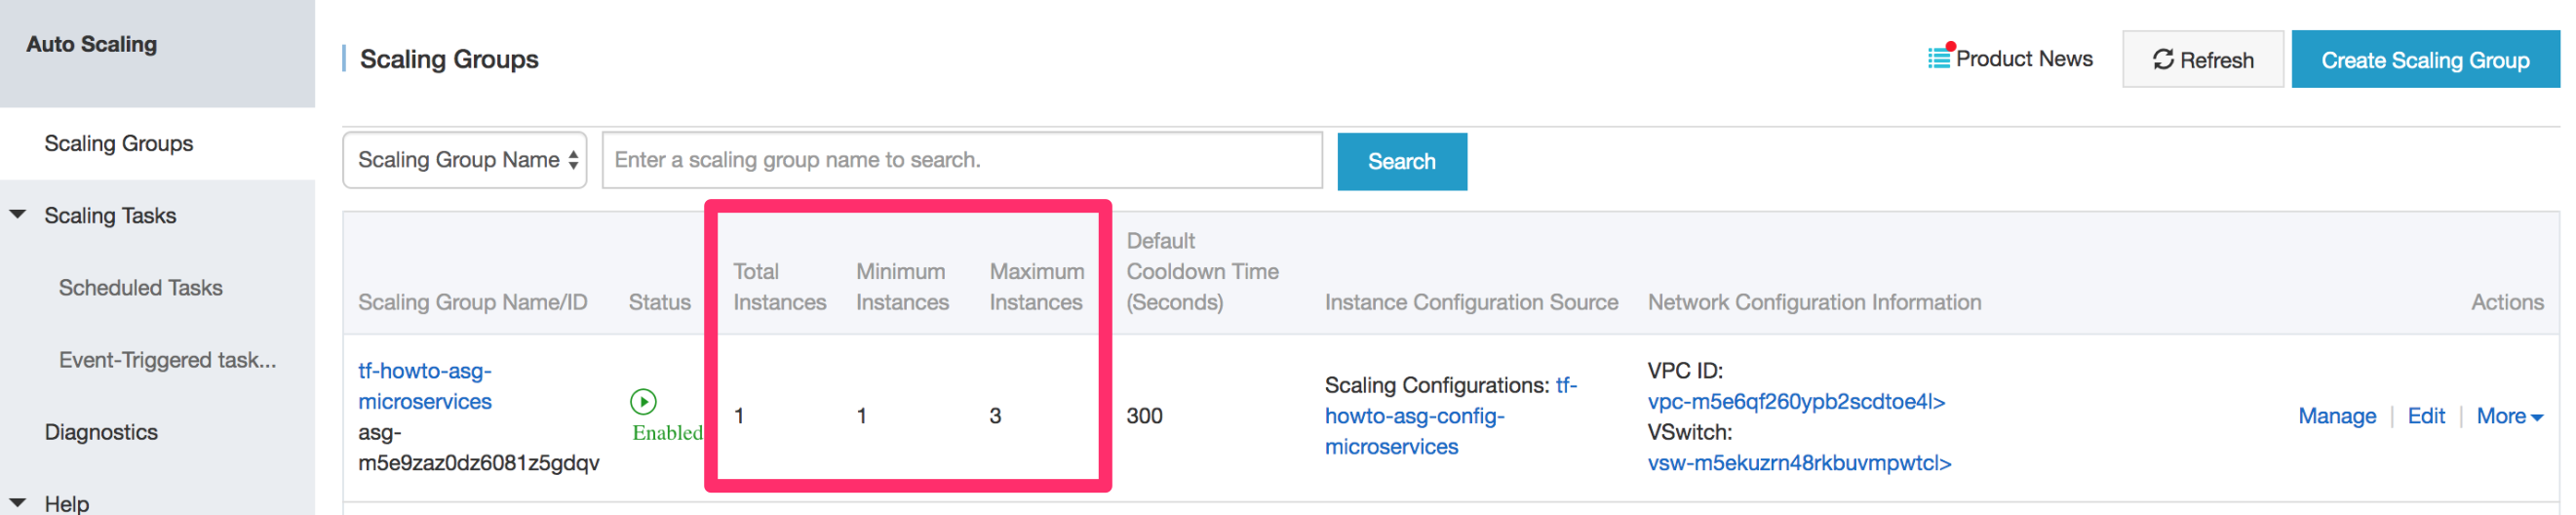 Auto Scaling
Scaling Groups
Scaling Tasks
Scheduled Tasks
Event-Triggered task...
Diagnostics
Help
Scaling Groups
Product News
Refresh
Create Scaling Group
Scaling Group Name
Enter a scaling group name to search.
Search
Scaling Group Name/ID
Status
Total
Instances
Minimum
Instances
Maximum
Instances
Default
Cooldown Time
(Seconds)
Instance Configuration Source
Network Configuration Information
Actions
tf-howto-asg-
microservices
asg-
m5e9zaz0dz6081z5gdqv
Enabled
1
1
3
300
Scaling Configurations: tf-
howto-asg-config-
microservices
VPC ID:
vpc-m5e6qf260ypb2scdtoe4l>
VSwitch:
vsw-m5ekuzrn48rkbuvmpwtcl>
Manage | Edit | More